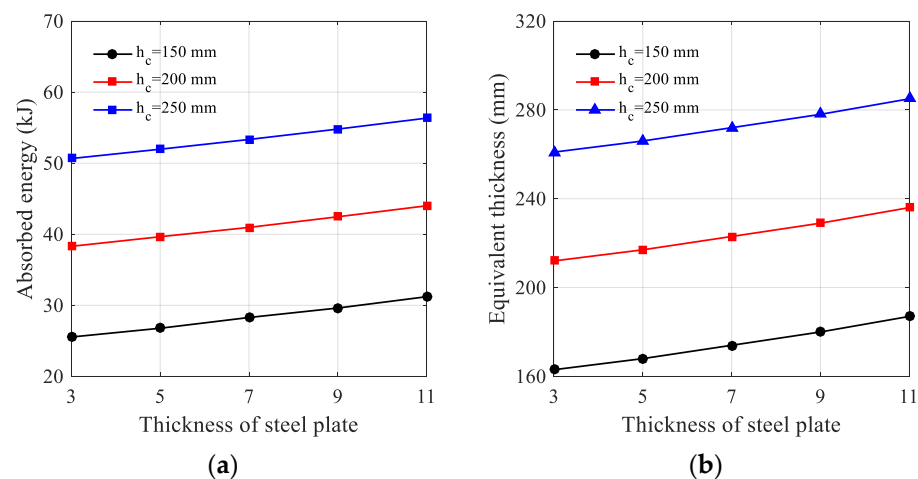 70
60
50
40
30
20
Absorbed energy (kJ)
h_c=150 mm
h_c=200 mm
h_c=250 mm
3 5 7 9 11
Thickness of steel plate
(a)
320
280
240
200
160
Equivalent thickness (mm)
h_c=150 mm
h_c=200 mm
h_c=250 mm
3 5 7 9 11
Thickness of steel plate
(b)